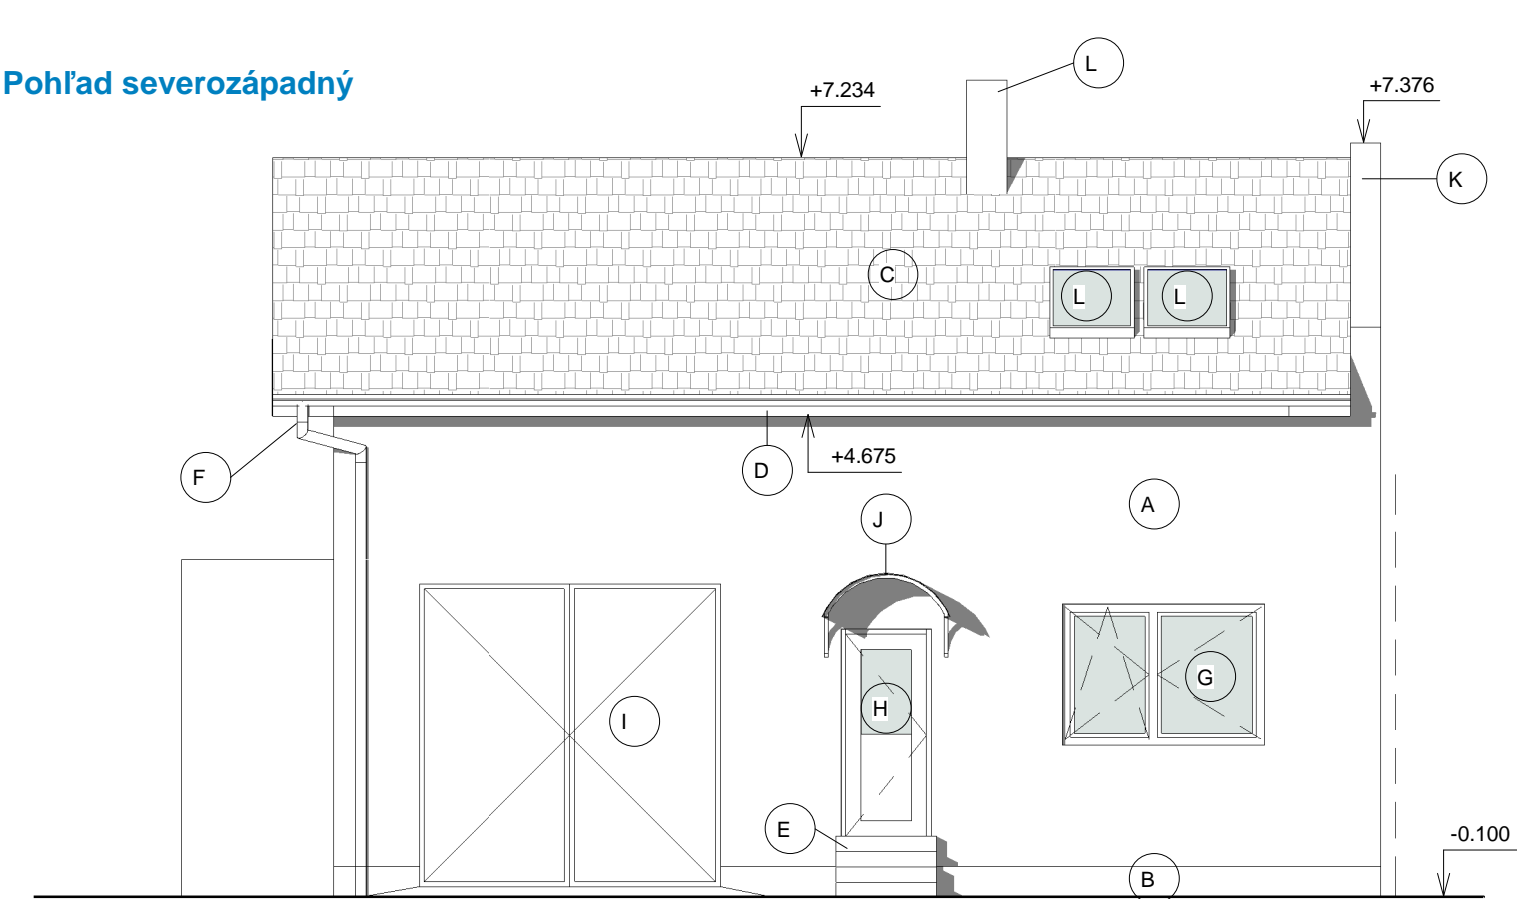 Pohľad severozápadný
L
+7.234
+7.376
K
C
L
L
F
D
+4.675
A
J
G
H
I
E
-0.100
B